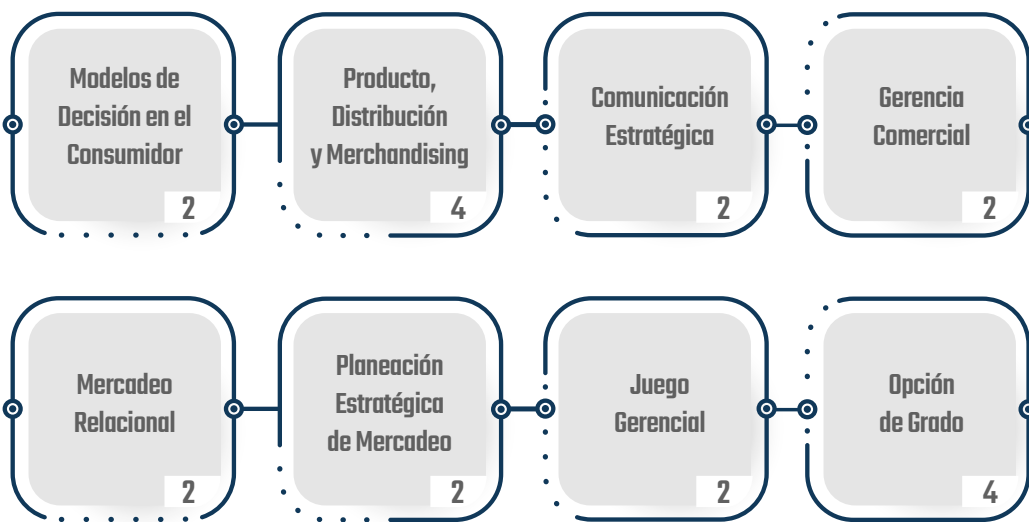 Modelos de
Decisión en el
Consumidor
2
Producto,
Distribución
y Merchandising
4
Comunicación
Estratégica
2
Gerencia
Comercial
2
Mercadeo
Relacional
2
Planeación
Estratégica
de Mercadeo
2
Juego
Gerencial
2
Opción
de Grado
4